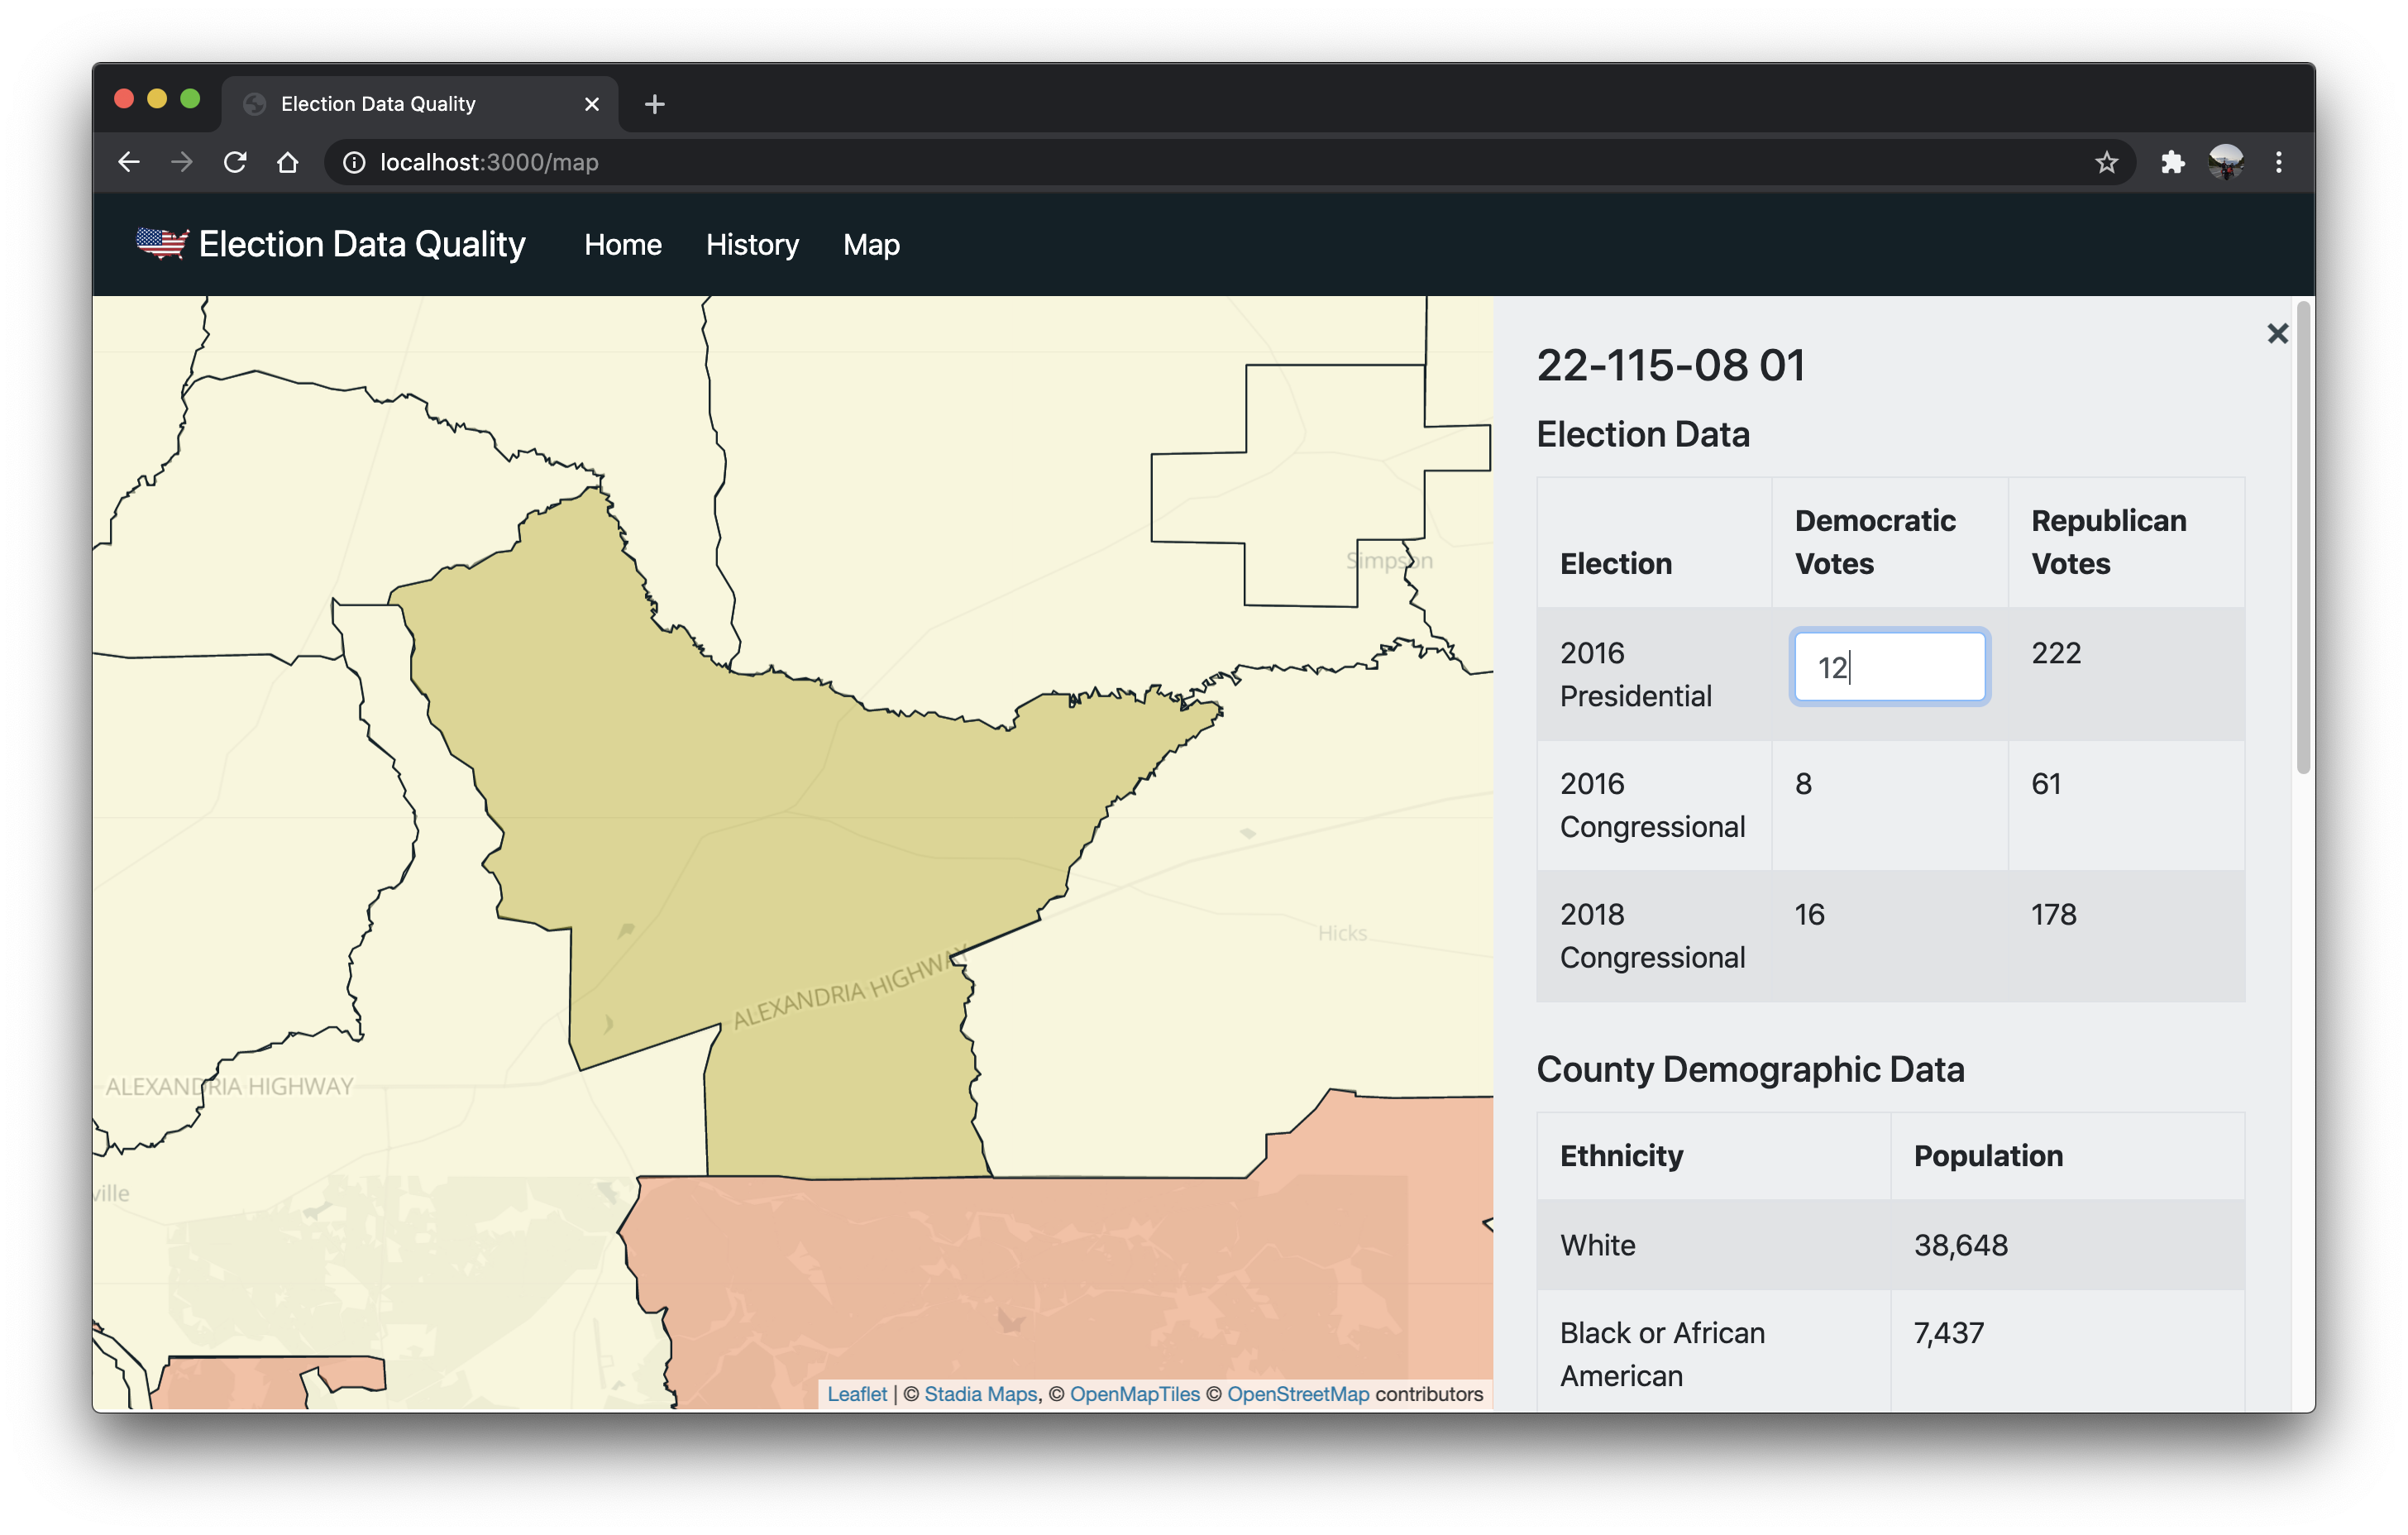 Election Data Quality
localhost:3000/map
Election Data Quality Home History Map
Simpson
Hicks
ALEXANDRIA HIGHWAY
ALEXANDRIA HIGHWAY
ville
Leaflet | © Stadia Maps, © OpenMapTiles © OpenStreetMap contributors
22-115-08 01
Election Data
Election Democratic Votes Republican Votes
2016 Presidential 12 222
2016 Congressional 8 61
2018 Congressional 16 178
County Demographic Data
Ethnicity Population
White 38,648
Black or African American 7,437